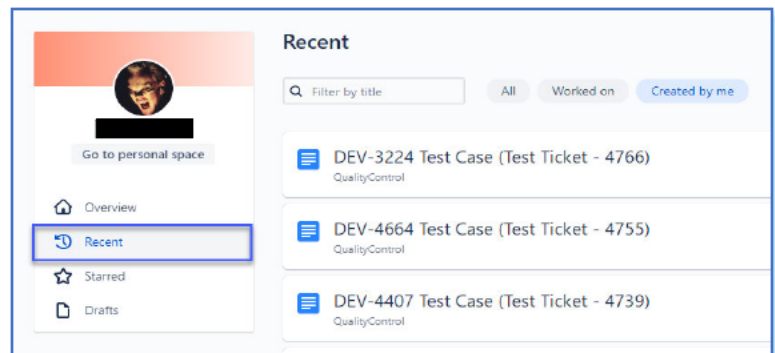 Recent
Filter by title
All
Worked on
Created by me
Go to personal space
Overview
Recent
Starred
Drafts
DEV-3224 Test Case (Test Ticket - 4766)
QualityControl
DEV-4664 Test Case (Test Ticket - 4755)
QualityControl
DEV-4407 Test Case (Test Ticket - 4739)
QualityControl